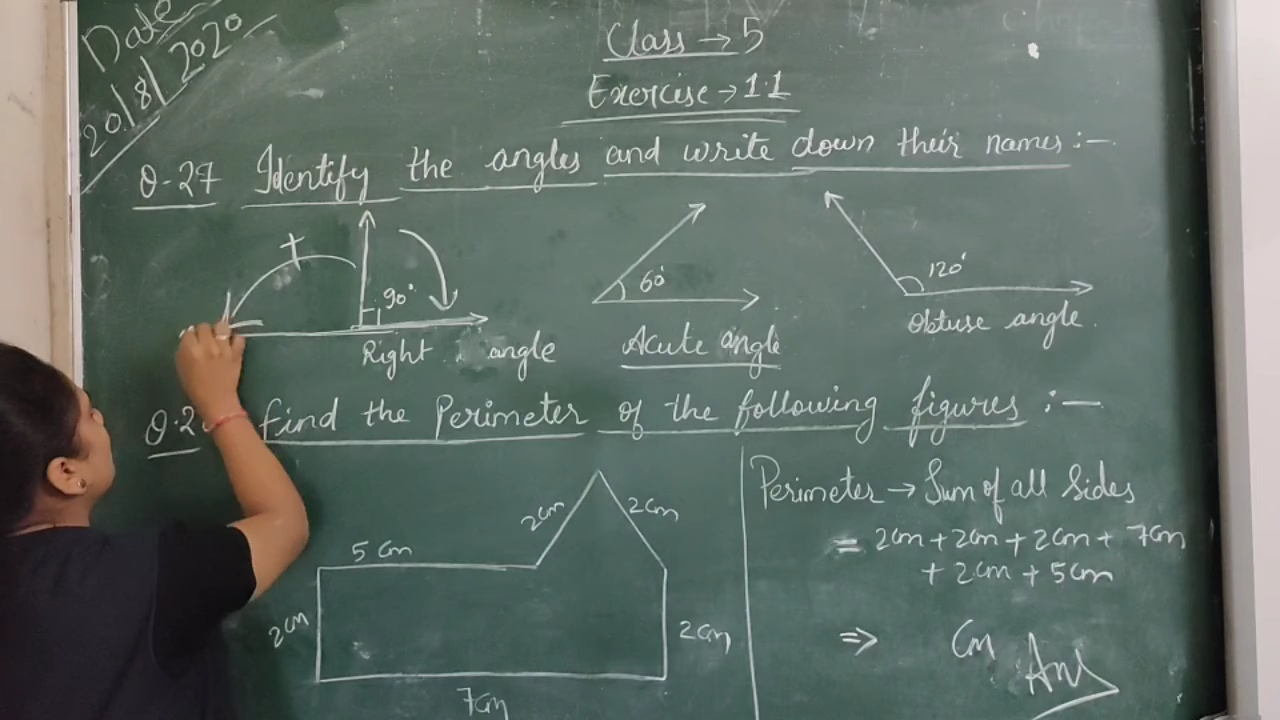 Date
20/8/2020
Class → 5
Exercise → 11
Q-27 Identify the angles and write down their names :-
90°
Right angle
60°
Acute angle
120°
Obtuse angle.
Q.2 find the Perimeter of the following figures :-
5 cm
2cm
2cm
2cm
2cm
7cm
Perimeter → Sum of all Sides
= 2cm + 2cm + 2cm + 7cm
+ 2cm + 5cm
⇒ Cm Ans